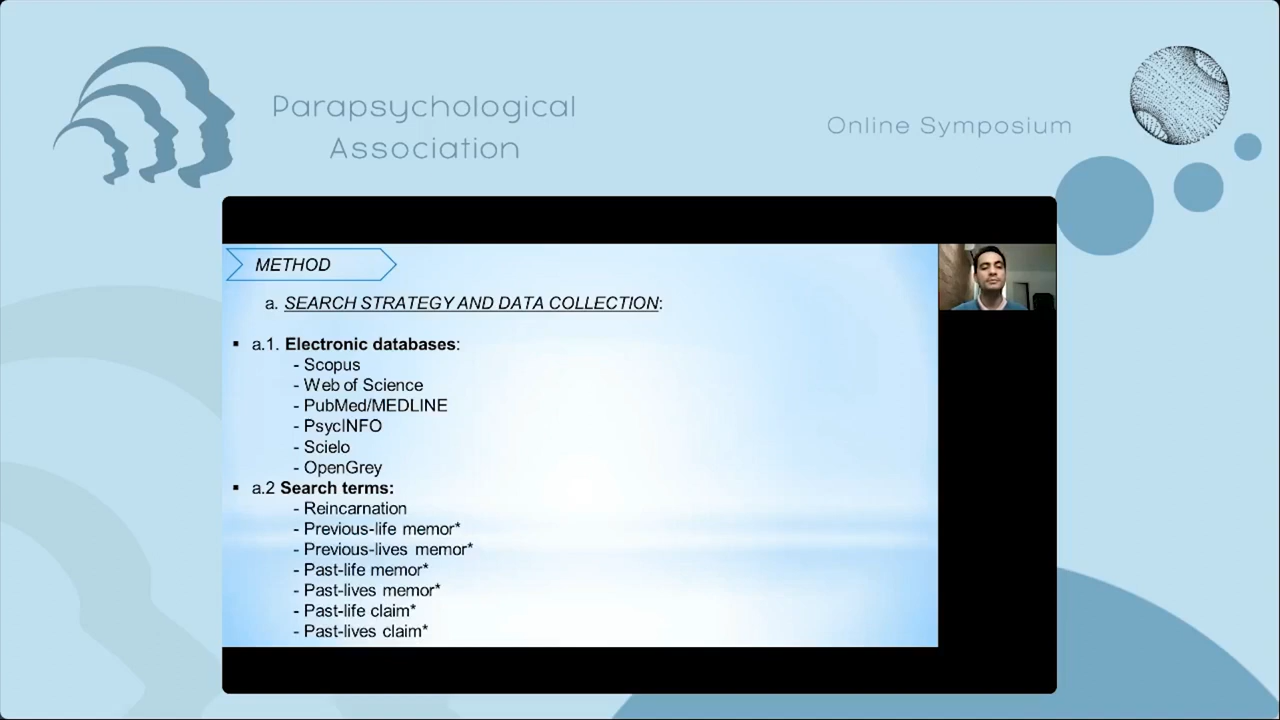 Parapsychological
Association
Online Symposium
METHOD
a. SEARCH STRATEGY AND DATA COLLECTION:
▪ a.1. Electronic databases:
- Scopus
- Web of Science
- PubMed/MEDLINE
- PsycINFO
- Scielo
- OpenGrey
▪ a.2 Search terms:
- Reincarnation
- Previous-life memor*
- Previous-lives memor*
- Past-life memor*
- Past-lives memor*
- Past-life claim*
- Past-lives claim*